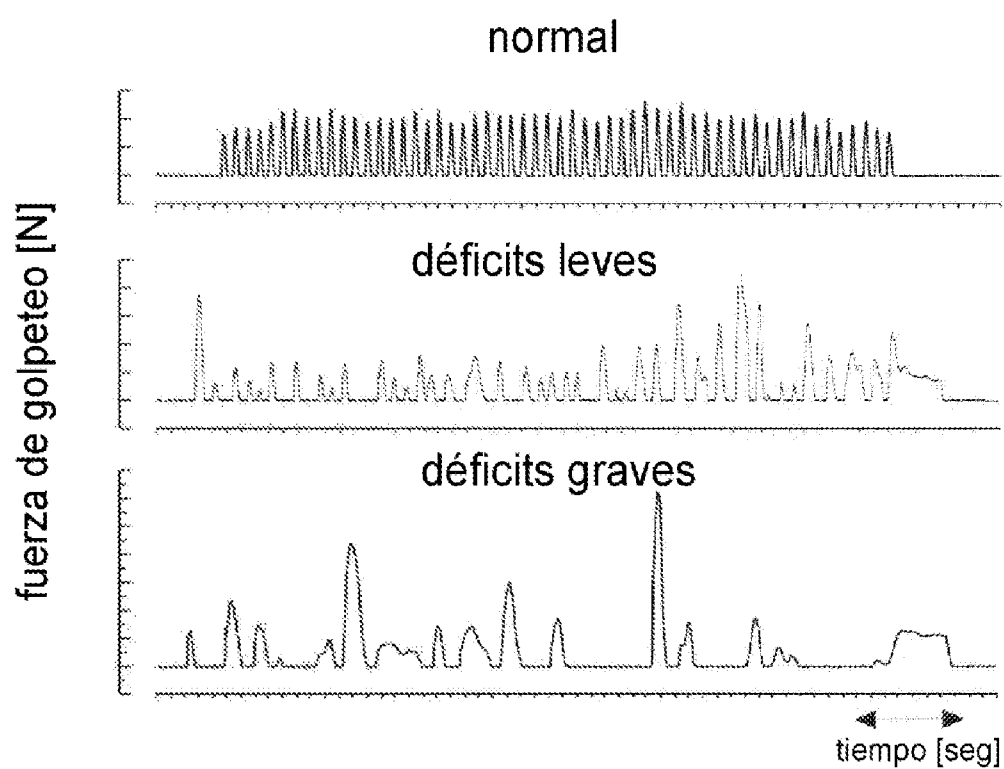 normal
fuerza de golpeteo [N]
déficits leves
déficits graves
tiempo [seg]